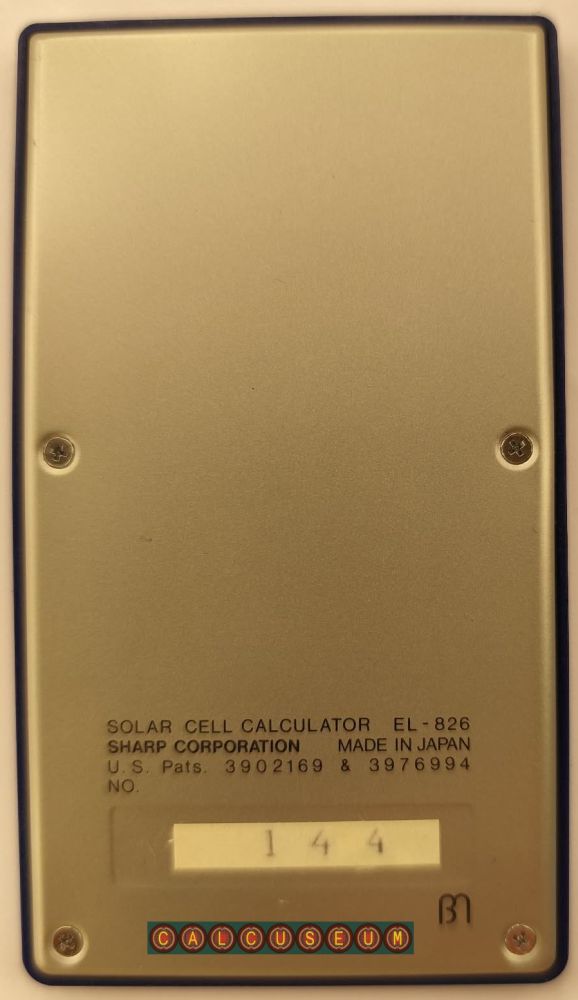 SOLAR CELL CALCULATOR EL-826
SHARP CORPORATION MADE IN JAPAN
U.S. Pats. 3902169 & 3976994
NO.
144
CALCUSEUM